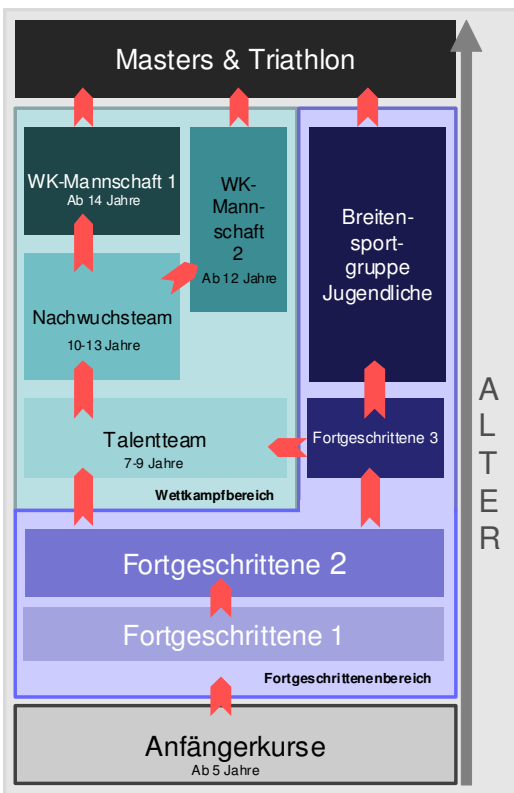 Masters & Triathlon
WK-Mannschaft 1
Ab 14 Jahre
WK-
Mann-
schaft
2
Ab 12 Jahre
Breiten-
sport-
gruppe
Jugendliche
Nachwuchsteam
10-13 Jahre
Talentteam
7-9 Jahre
Fortgeschrittene 3
Wettkampfbereich
Fortgeschrittene 2
Fortgeschrittene 1
Fortgeschrittenenbereich
Anfängerkurse
Ab 5 Jahre
A
L
T
E
R